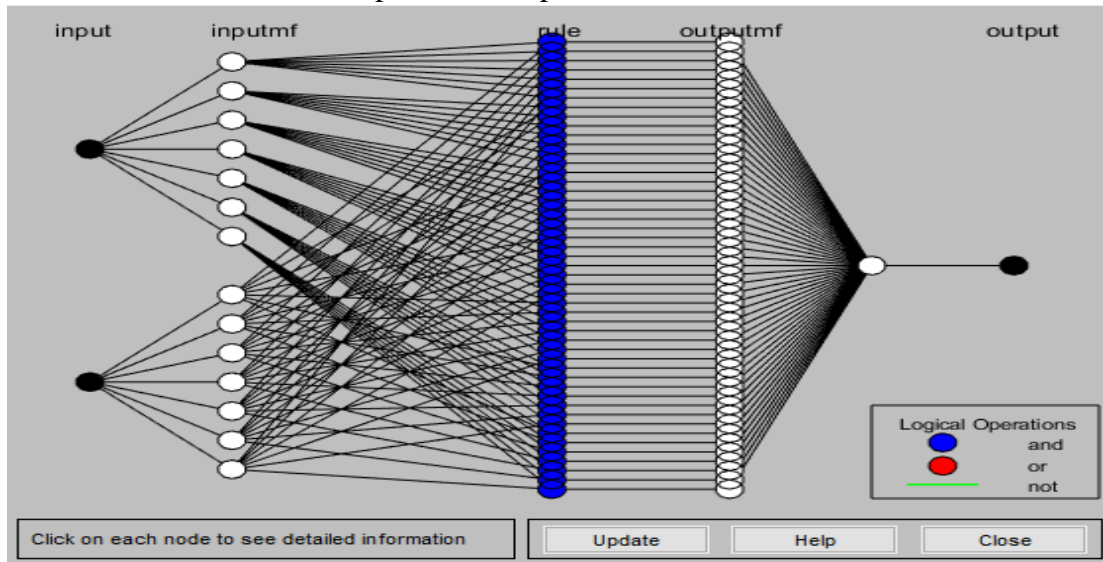 input inputmf rule outputmf output
Logical Operations
and
or
not
Click on each node to see detailed information Update Help Close